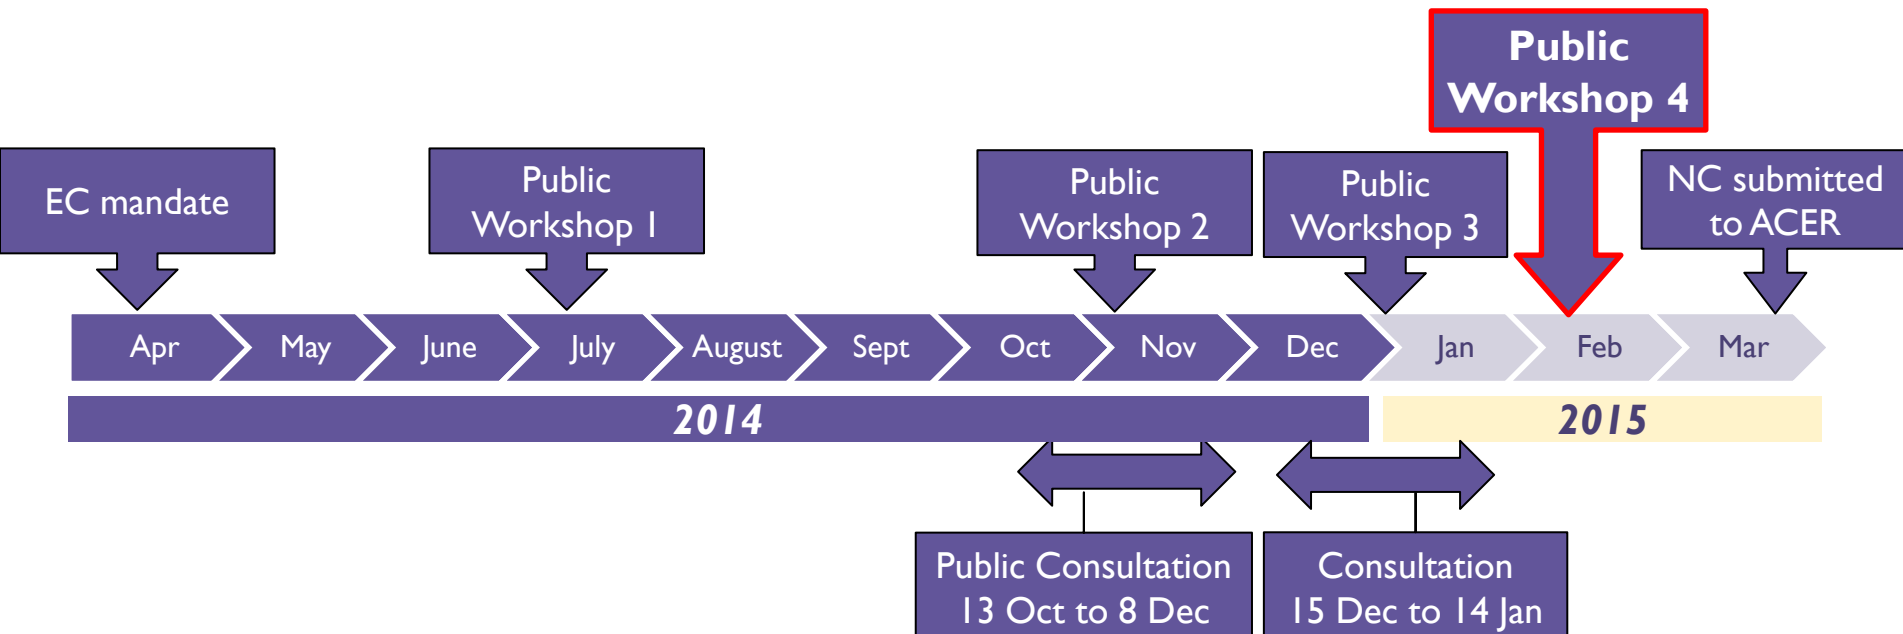 Public
Workshop 4
EC mandate
Public
Workshop 1
Public
Workshop 2
Public
Workshop 3
NC submitted
to ACER
Apr
May
June
July
August
Sept
Oct
Nov
Dec
Jan
Feb
Mar
2014
2015
Public Consultation
13 Oct to 8 Dec
Consultation
15 Dec to 14 Jan